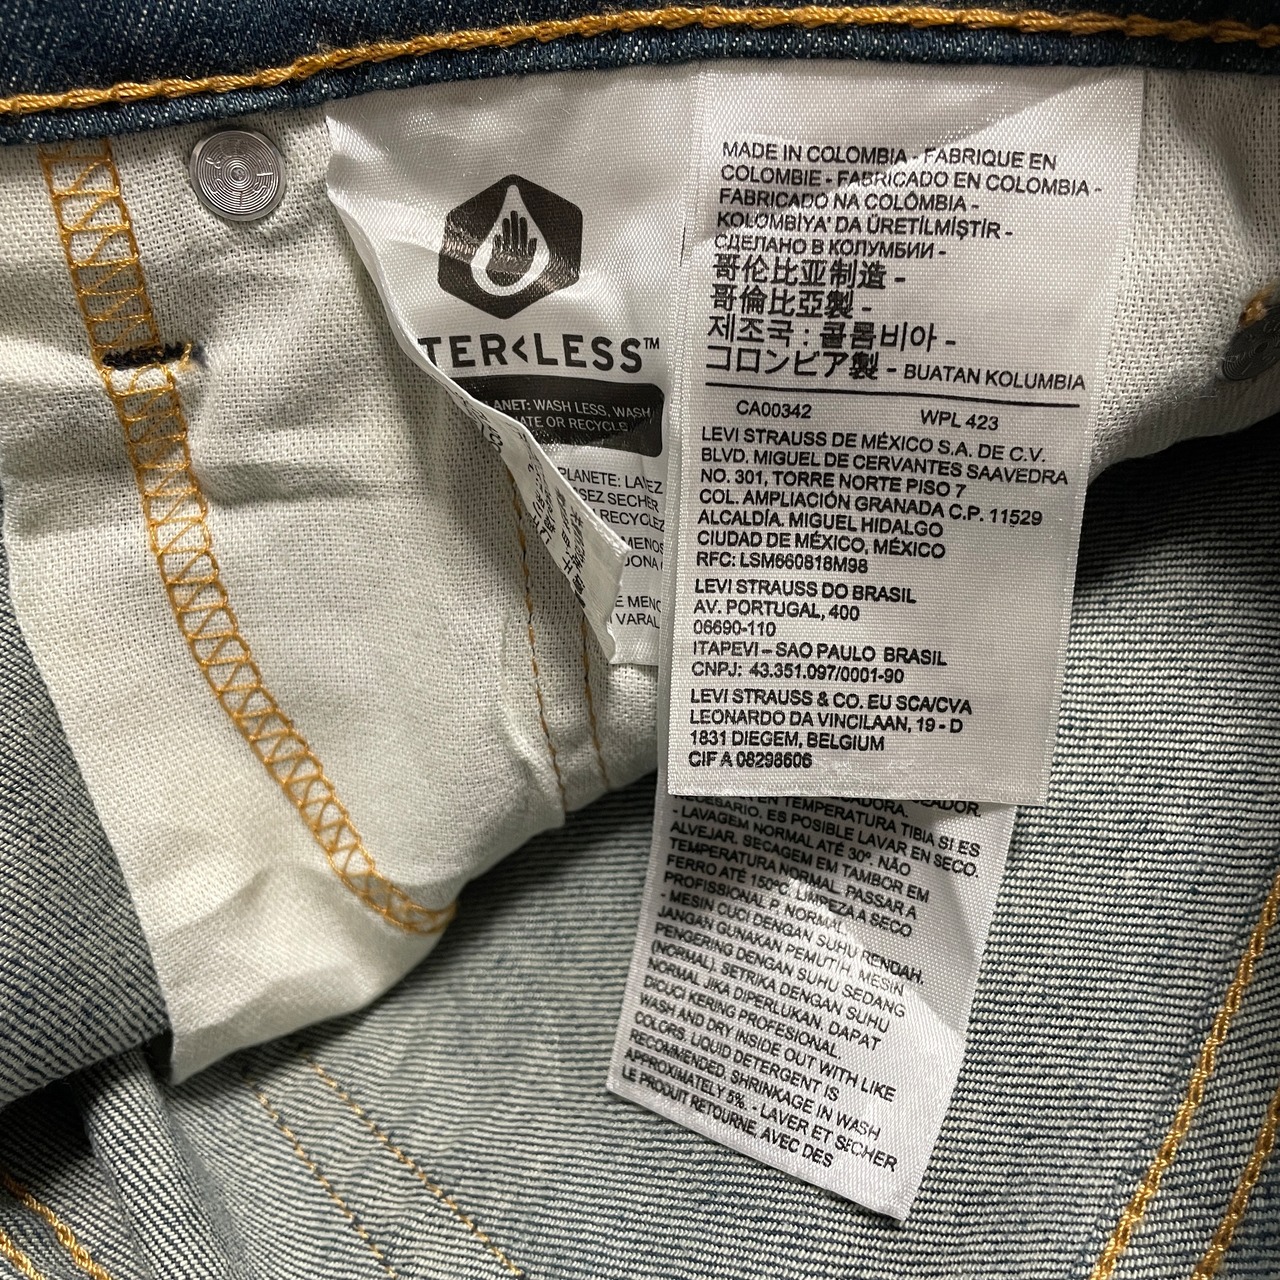 TER<LESS™
ANET: WASH LESS, WASH
ATE OR RECYCLE
PLANETE: LAVEZ
SEZ SECHER
RECYCLEZ
MENOS
E MENO
VARAL
MADE IN COLOMBIA - FABRIQUE EN
COLOMBIE - FABRICADO EN COLOMBIA -
FABRICADO NA COLÔMBIA -
KOLOMBİYA' DA ÜRETİLMİŞTİR -
СДЕЛАНО В КОЛУМБИИ -
哥伦比亚制造 -
哥倫比亞製 -
제조국 : 콜롬비아 -
コロンビア製 - BUATAN KOLUMBIA
CA00342 WPL 423
LEVI STRAUSS DE MÉXICO S.A. DE C.V.
BLVD. MIGUEL DE CERVANTES SAAVEDRA
NO. 301, TORRE NORTE PISO 7
COL. AMPLIACIÓN GRANADA C.P. 11529
ALCALDÍA. MIGUEL HIDALGO
CIUDAD DE MÉXICO, MÉXICO
RFC: LSM660818M98
LEVI STRAUSS DO BRASIL
AV. PORTUGAL, 400
06690-110
ITAPEVI – SAO PAULO BRASIL
CNPJ: 43.351.097/0001-90
LEVI STRAUSS & CO. EU SCA/CVA
LEONARDO DA VINCILAAN, 19 - D
1831 DIEGEM, BELGIUM
CIF A 08298606
EN TEMPERATURA TIBIA SI ES
NECESARIO. ES POSIBLE LAVAR EN SECO.
- LAVAGEM NORMAL ATÉ 30º. NÃO
ALVEJAR. SECAGEM EM TAMBOR EM
TEMPERATURA NORMAL. PASSAR A
FERRO ATÉ 150ºC. LIMPEZA A SECO
PROFISSIONAL P. NORMAL.
- MESIN CUCI DENGAN SUHU RENDAH.
JANGAN GUNAKAN PEMUTIH. MESIN
PENGERING DENGAN SUHU SEDANG
(NORMAL). SETRIKA DENGAN SUHU
NORMAL JIKA DIPERLUKAN. DAPAT
DICUCI KERING PROFESIONAL.
WASH AND DRY INSIDE OUT WITH LIKE
COLORS. LIQUID DETERGENT IS
RECOMMENDED. SHRINKAGE IN WASH
APPROXIMATELY 5%. - LAVER ET SECHER
LE PRODUIT RETOURNE, AVEC DES